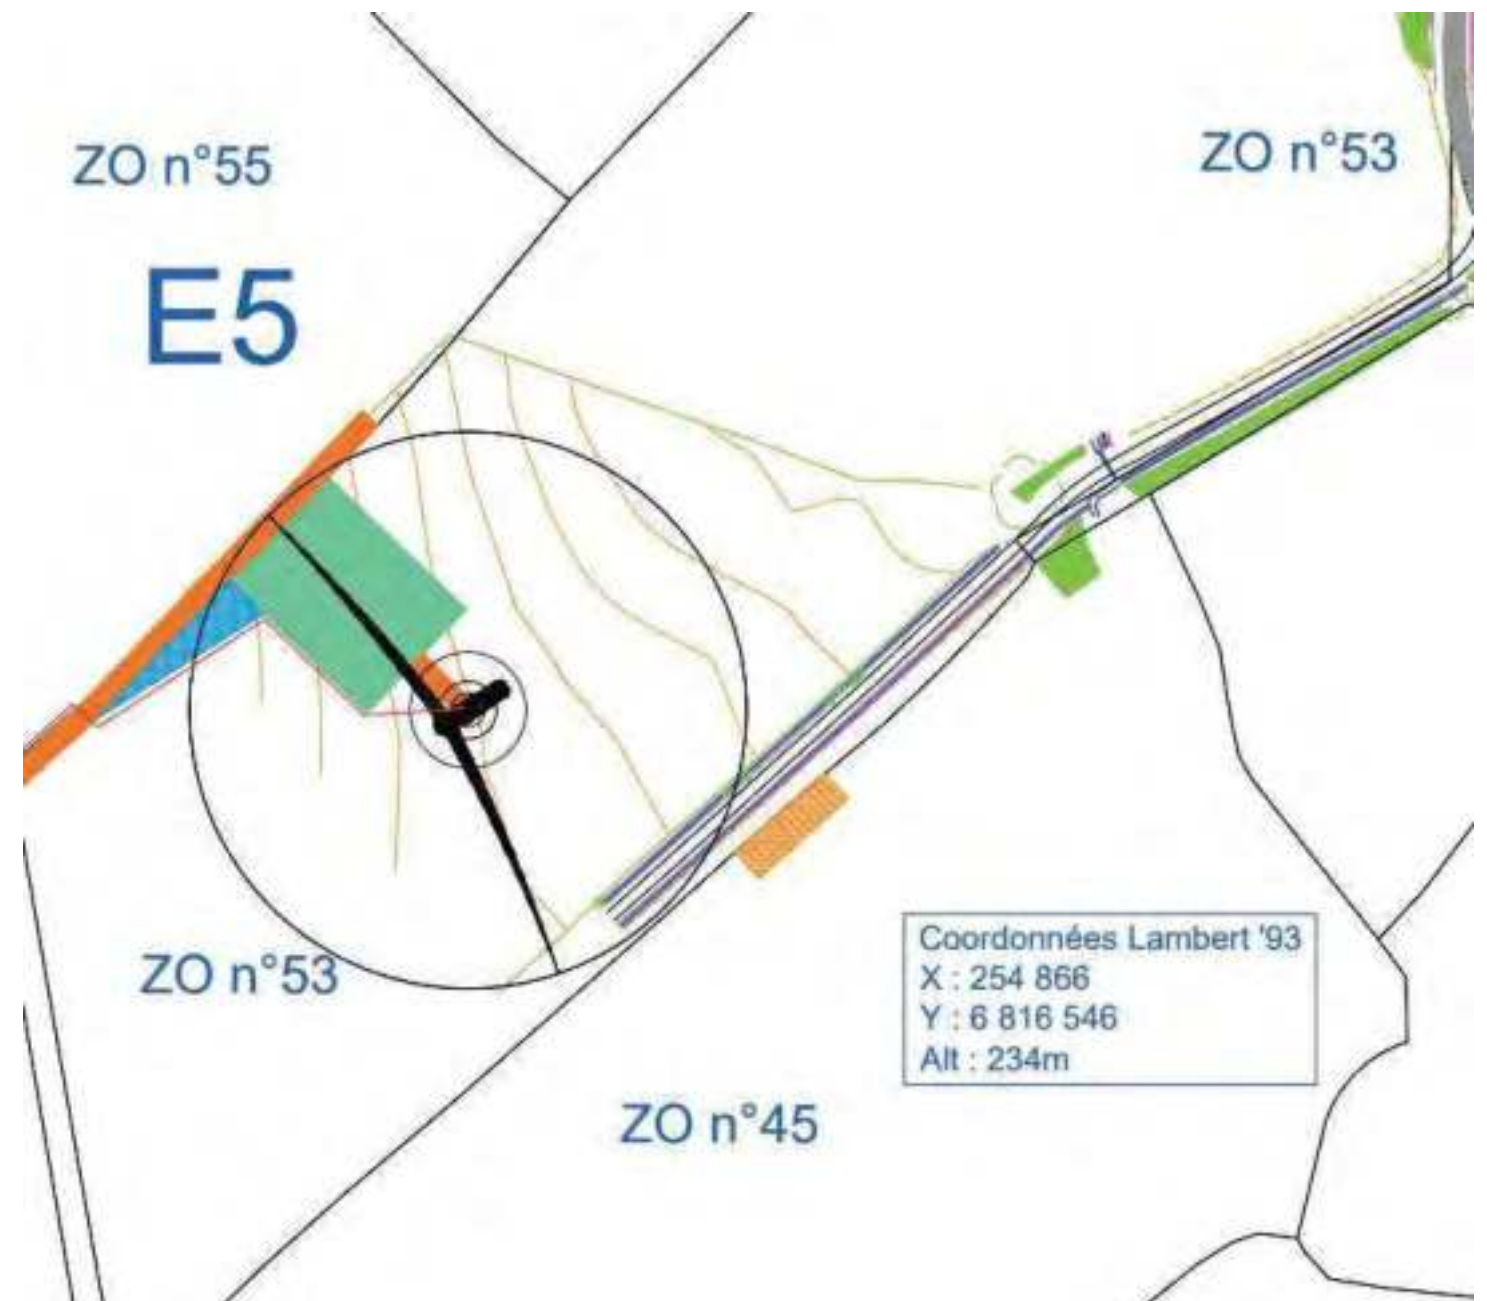 ZO n°55
ZO n°53
E5
ZO n°53
Coordonnées Lambert '93
X : 254 866
Y : 6 816 546
Alt : 234m
ZO n°45